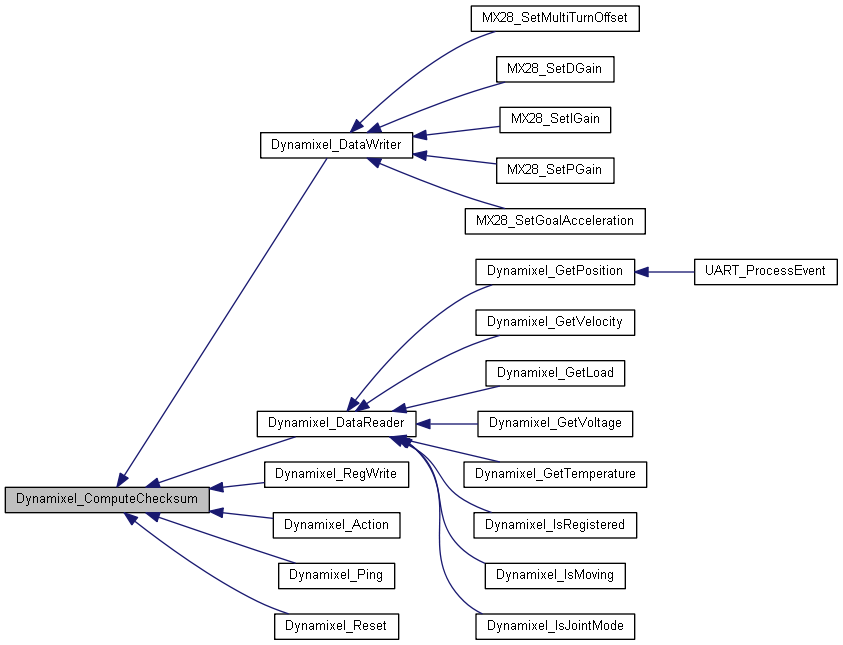 MX28_SetMultiTurnOffset
MX28_SetDGain
MX28_SetIGain
Dynamixel_DataWriter
MX28_SetPGain
MX28_SetGoalAcceleration
Dynamixel_GetPosition
UART_ProcessEvent
Dynamixel_GetVelocity
Dynamixel_GetLoad
Dynamixel_DataReader
Dynamixel_GetVoltage
Dynamixel_RegWrite
Dynamixel_GetTemperature
Dynamixel_ComputeChecksum
Dynamixel_Action
Dynamixel_IsRegistered
Dynamixel_Ping
Dynamixel_IsMoving
Dynamixel_Reset
Dynamixel_IsJointMode